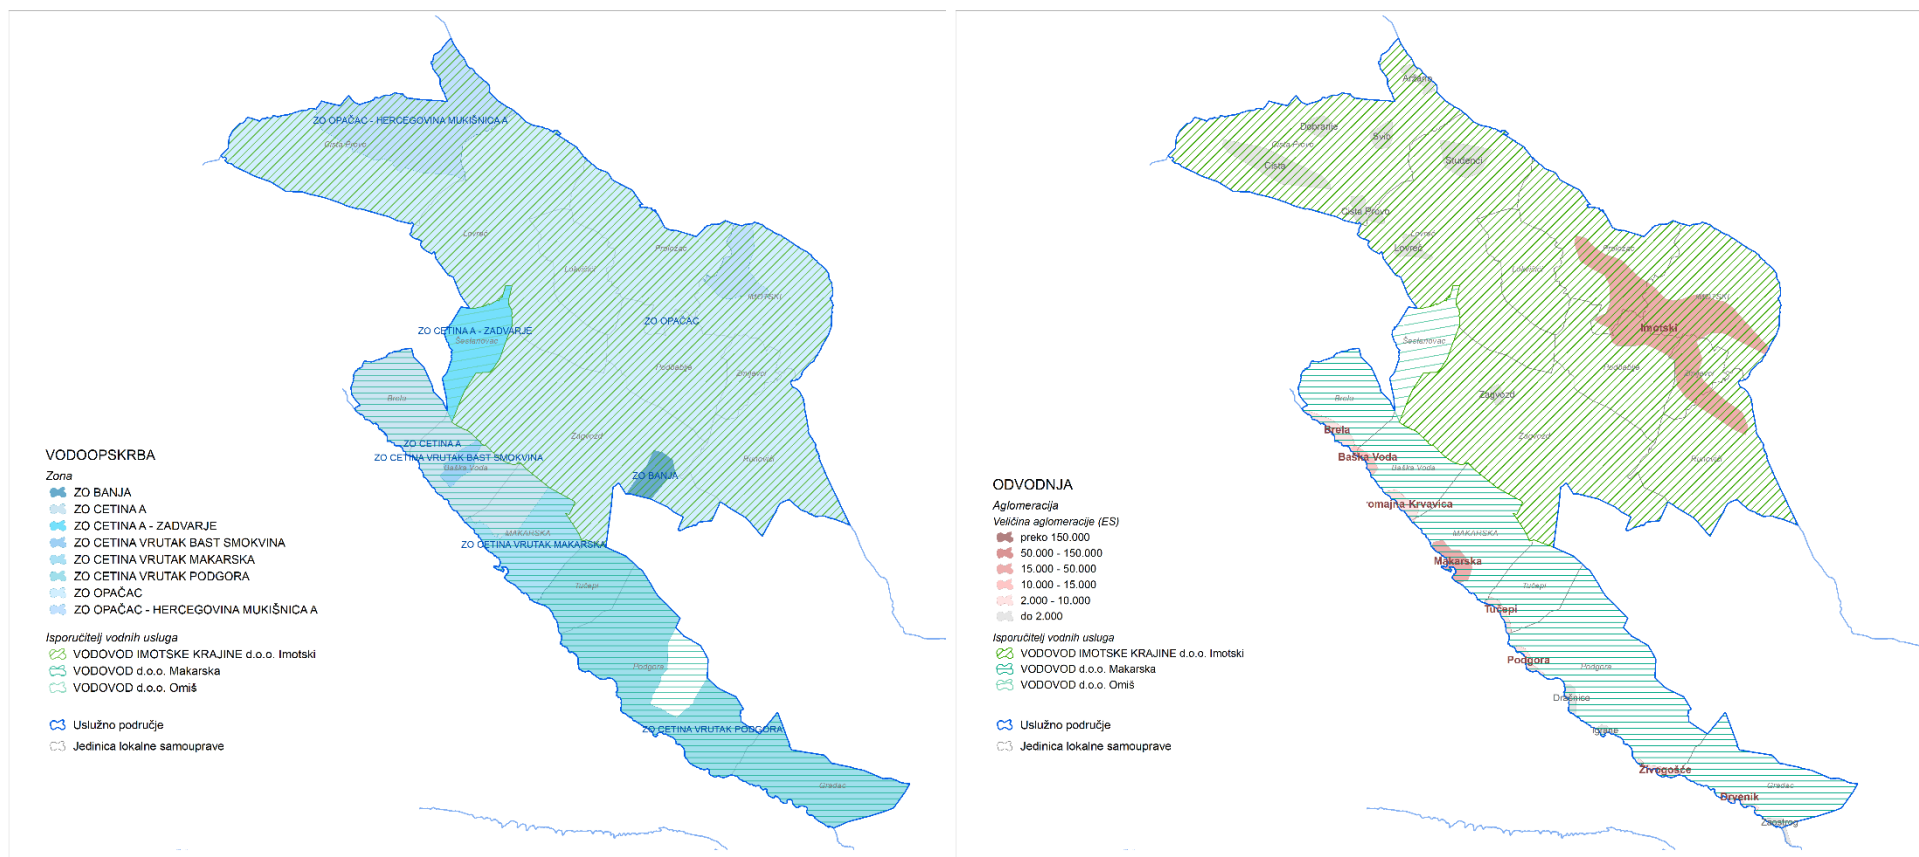 ZO OPAČAC - HERCEGOVINA MUKIŠNICA A
Cista Provo
Lovreć
Proložac
Lokvičići
IMOTSKI
ZO OPAČAC
ZO CETINA A - ZADVARJE
Šestanovac
Podbablje
Zmijavci
Brela
Zagvozd
ZO CETINA A
ZO CETINA VRUTAK BAST SMOKVINA
Baška Voda
Runovići
ZO BANJA
MAKARSKA
ZO CETINA VRUTAK MAKARSKA
Tučepi
Podgora
ZO CETINA VRUTAK PODGORA
Gradac
VODOOPSKRBA
Zona
ZO BANJA
ZO CETINA A
ZO CETINA A - ZADVARJE
ZO CETINA VRUTAK BAST SMOKVINA
ZO CETINA VRUTAK MAKARSKA
ZO CETINA VRUTAK PODGORA
ZO OPAČAC
ZO OPAČAC - HERCEGOVINA MUKIŠNICA A
Isporučitelj vodnih usluga
VODOVOD IMOTSKE KRAJINE d.o.o. Imotski
VODOVOD d.o.o. Makarska
VODOVOD d.o.o. Omiš
Uslužno područje
Jedinica lokalne samouprave
Aržano
Dobranje
Svib
Cista Provo
Studenci
Cista
Cista Provo
Lovreć
Lovreć
Proložac
Lokvičići
IMOTSKI
Imotski
Šestanovac
Podbablje
Zmijavci
Zagvozd
Brela
Brela
Zagvozd
Baška Voda
Baška Voda
Runovići
omajna Krvavica
MAKARSKA
Makarska
Tučepi
Tučepi
Podgora
Podgora
Drašnice
Igrane
Živogošće
Gradac
Drvenik
Zaostrog
ODVODNJA
Aglomeracija
Veličina aglomeracije (ES)
preko 150.000
50.000 - 150.000
15.000 - 50.000
10.000 - 15.000
2.000 - 10.000
do 2.000
Isporučitelj vodnih usluga
VODOVOD IMOTSKE KRAJINE d.o.o. Imotski
VODOVOD d.o.o. Makarska
VODOVOD d.o.o. Omiš
Uslužno područje
Jedinica lokalne samouprave